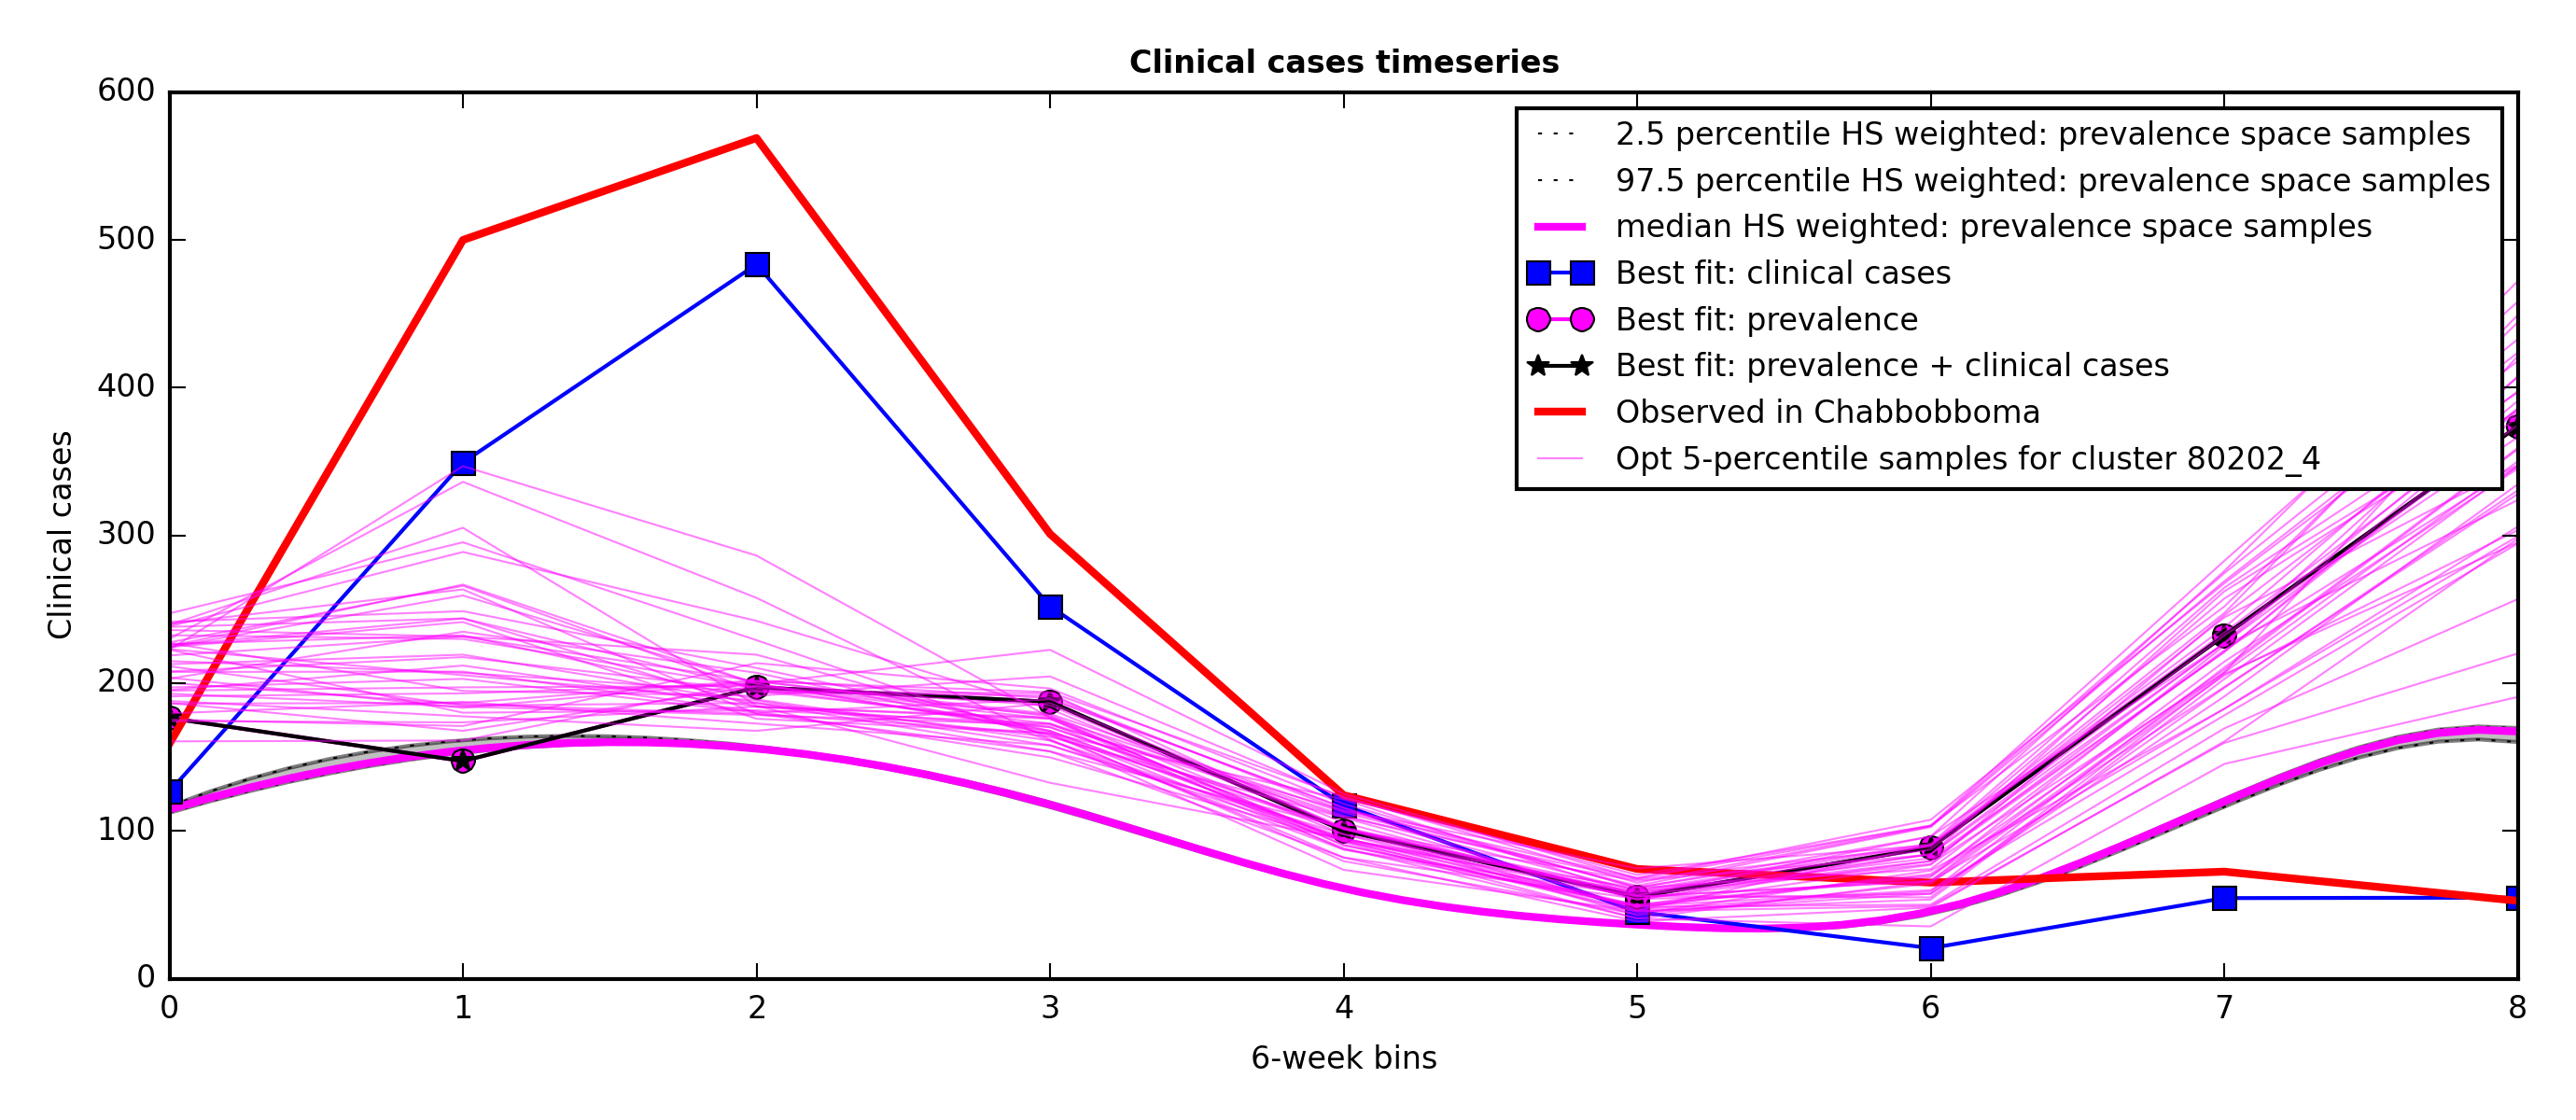 Clinical cases timeseries
600
500
400
300
200
100
0
Clinical cases
2.5 percentile HS weighted: prevalence space samples
97.5 percentile HS weighted: prevalence space samples
median HS weighted: prevalence space samples
Best fit: clinical cases
Best fit: prevalence
Best fit: prevalence + clinical cases
Observed in Chabbobboma
Opt 5-percentile samples for cluster 80202_4
0 1 2 3 4 5 6 7 8
6-week bins